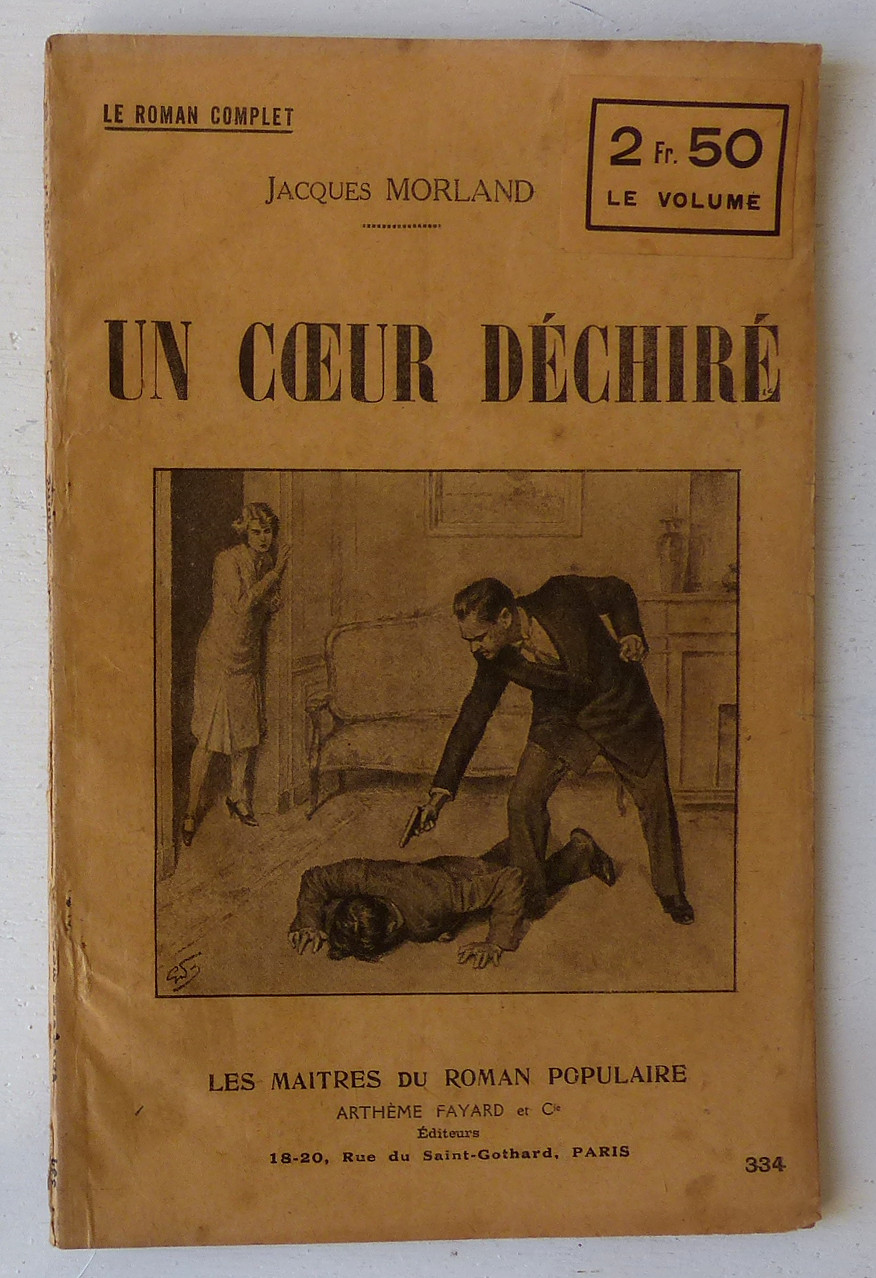 LE ROMAN COMPLET
2 Fr. 50
LE VOLUME
JACQUES MORLAND
UN CŒUR DÉCHIRÉ
LES MAITRES DU ROMAN POPULAIRE
ARTHÈME FAYARD et Cie
Éditeurs
18-20, Rue du Saint-Gothard, PARIS
334